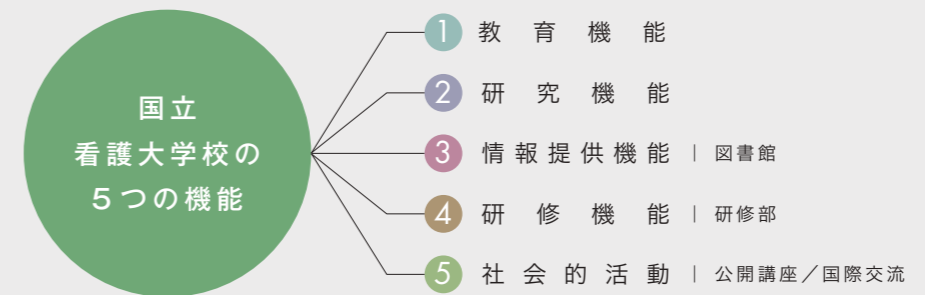 国立
看護大学校の
5つの機能
1 教育機能
2 研究機能
3 情報提供機能 | 図書館
4 研修機能 | 研修部
5 社会的活動 | 公開講座／国際交流